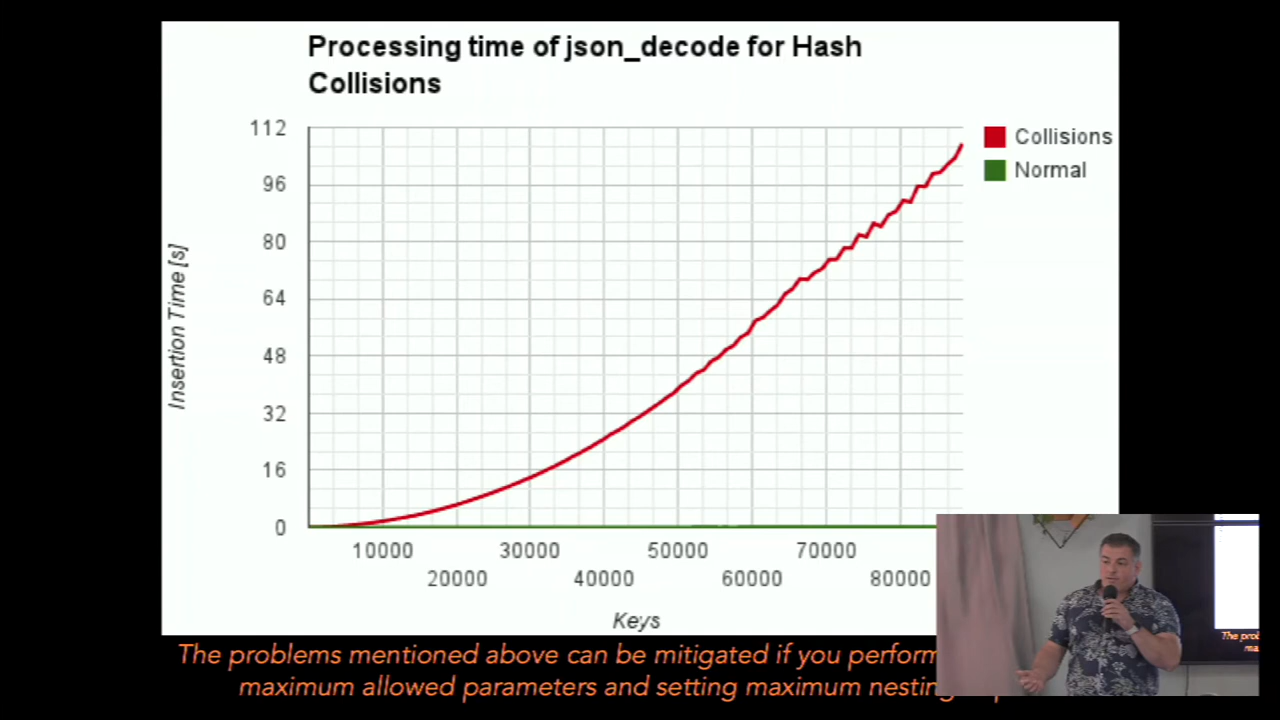 Processing time of json_decode for Hash
Collisions
112
96
80
64
48
32
16
0
Insertion Time [s]
Collisions
Normal
10000
30000
50000
70000
20000
40000
60000
80000
Keys
The problems mentioned above can be mitigated if you perform
maximum allowed parameters and setting maximum nesting
The